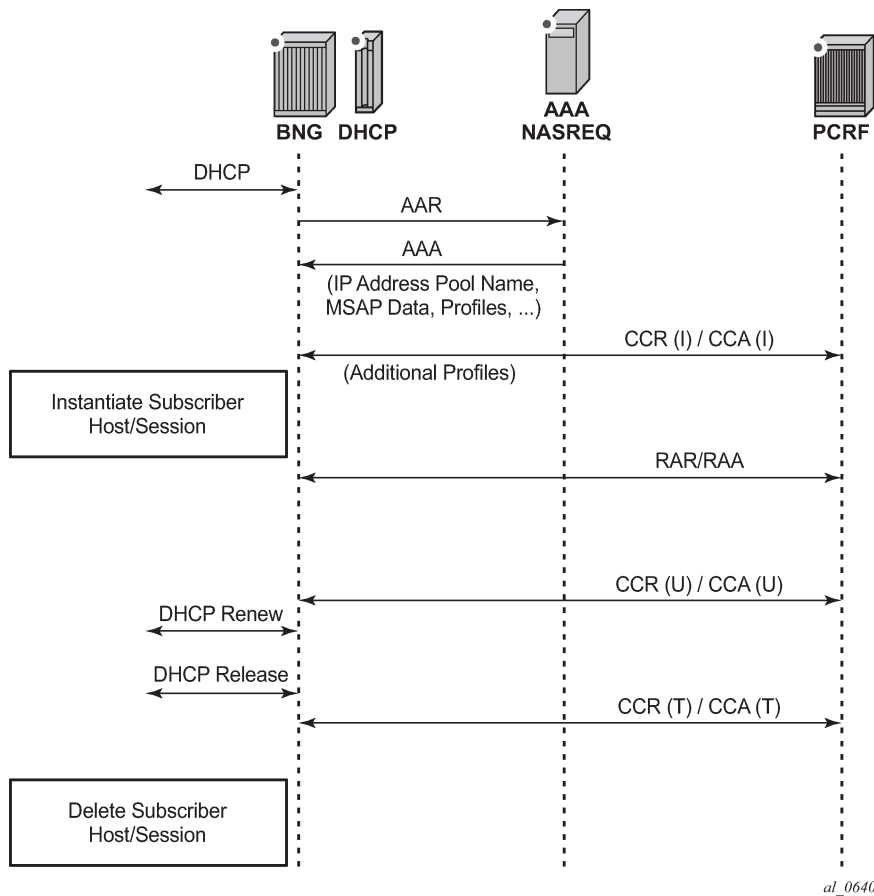 BNG DHCP
AAA
NASREQ
PCRF
DHCP
AAR
AAA
(IP Address Pool Name,
MSAP Data, Profiles, ...)
CCR (I) / CCA (I)
(Additional Profiles)
Instantiate Subscriber
Host/Session
RAR/RAA
CCR (U) / CCA (U)
DHCP Renew
DHCP Release
CCR (T) / CCA (T)
Delete Subscriber
Host/Session
al_0640